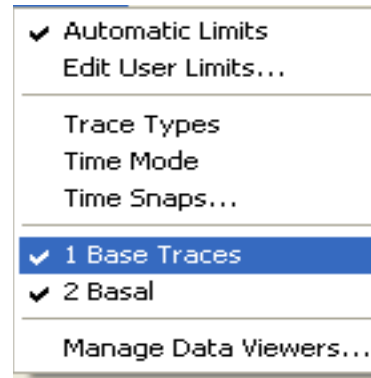 Automatic Limits
Edit User Limits...
Trace Types
Time Mode
Time Snaps...
1 Base Traces
2 Basal
Manage Data Viewers...